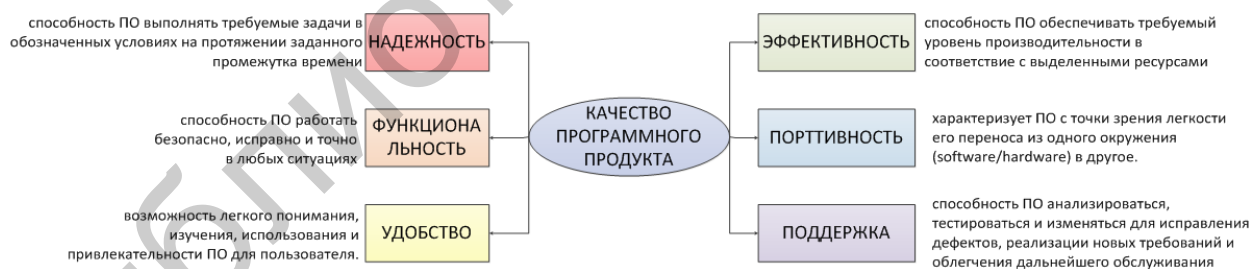 способность ПО выполнять требуемые задачи в
обозначенных условиях на протяжении заданного
промежутка времени
НАДЕЖНОСТЬ
способность ПО работать
безопасно, исправно и точно
в любых ситуациях
ФУНКЦИОНА
ЛЬНОСТЬ
возможность легкого понимания,
изучения, использования и
привлекательности ПО для пользователя.
УДОБСТВО
КАЧЕСТВО
ПРОГРАММНОГО
ПРОДУКТА
ЭФФЕКТИВНОСТЬ
способность ПО обеспечивать требуемый
уровень производительности в
соответствие с выделенными ресурсами
ПОРТТИВНОСТЬ
характеризует ПО с точки зрения легкости
его переноса из одного окружения
(software/hardware) в другое.
ПОДДЕРЖКА
способность ПО анализироваться,
тестироваться и изменяться для исправления
дефектов, реализации новых требований и
облегчения дальнейшего обслуживания